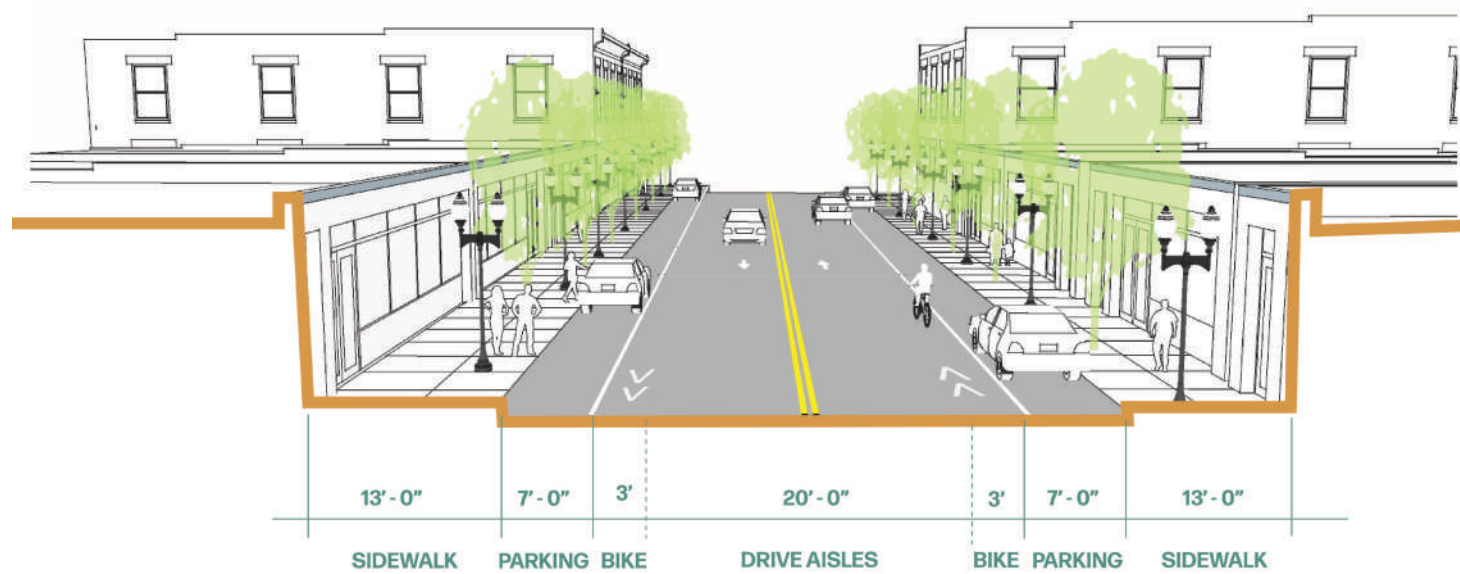 13' - 0" 7' - 0" 3' 20' - 0" 3' 7' - 0" 13' - 0"
SIDEWALK PARKING BIKE DRIVE AISLES BIKE PARKING SIDEWALK